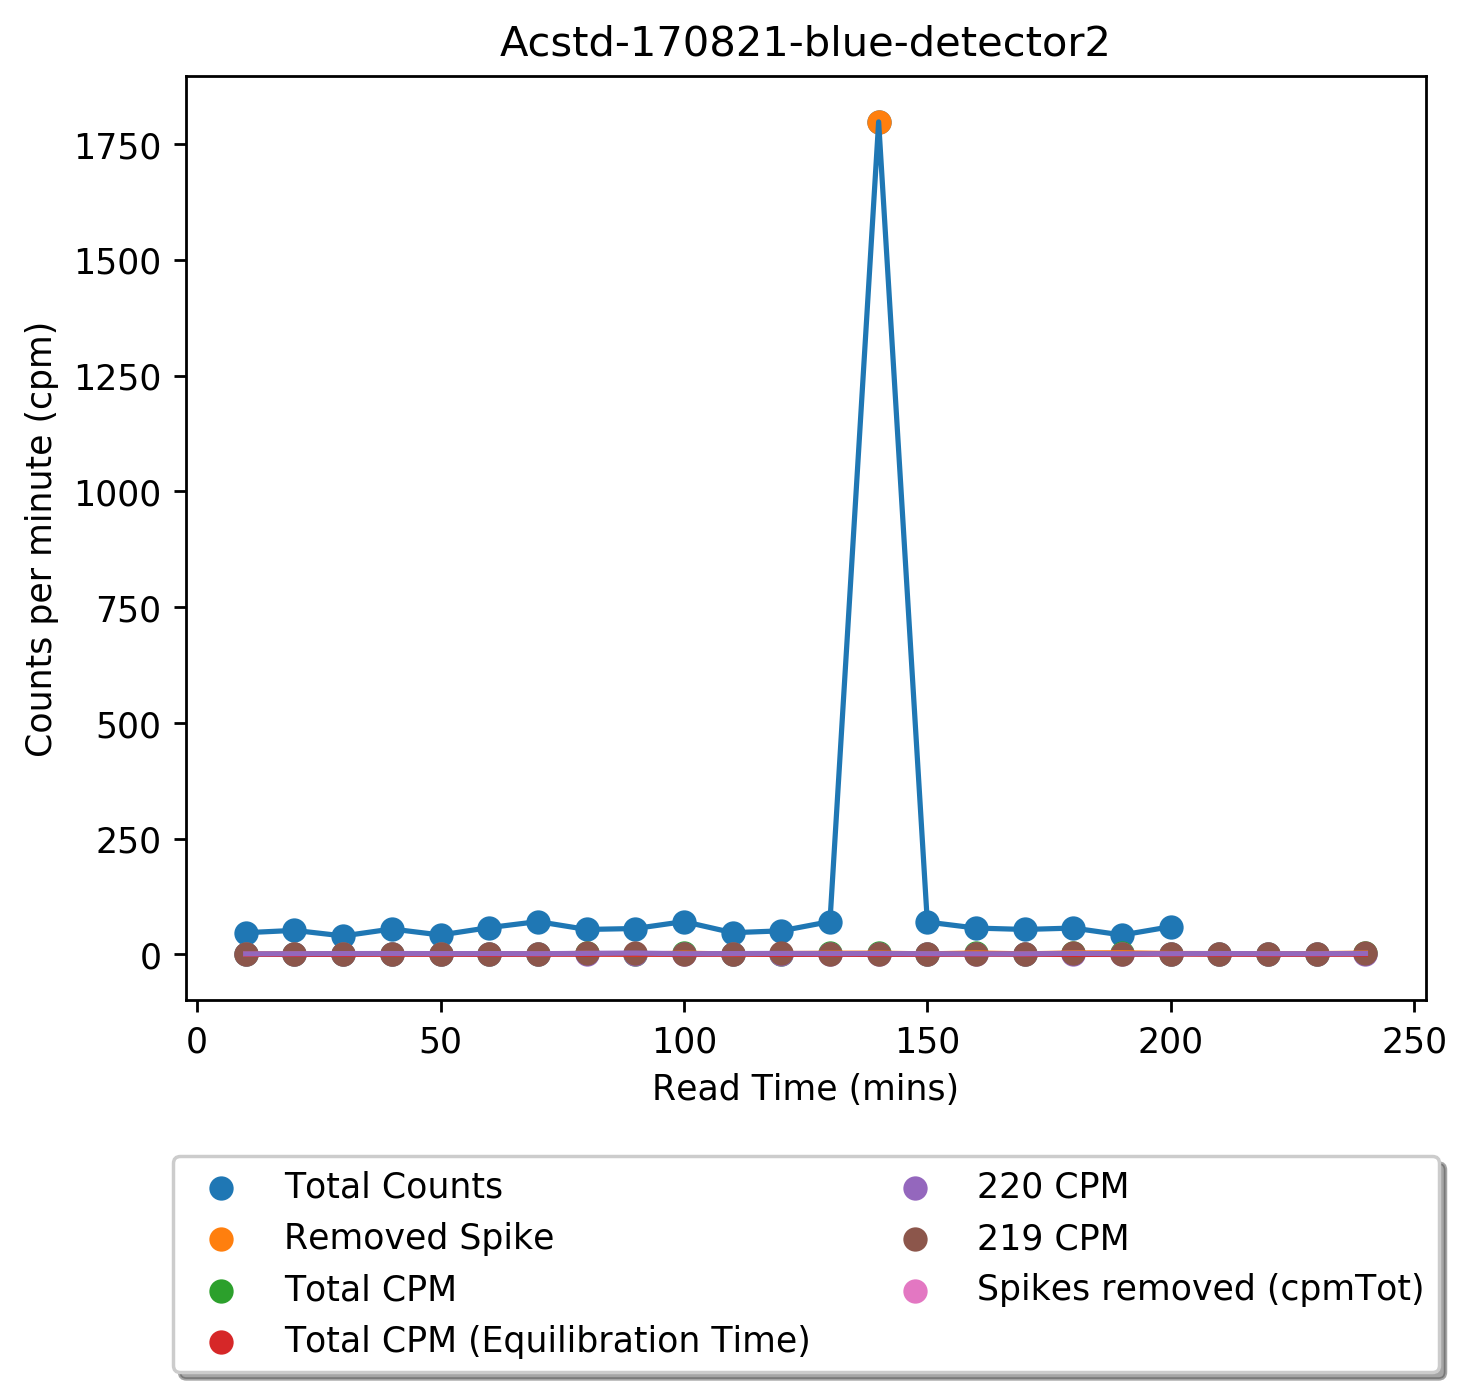 Acstd-170821-blue-detector2
1750
1500
1250
1000
750
500
250
0
Counts per minute (cpm)
0 50 100 150 200 250
Read Time (mins)
Total Counts
Removed Spike
Total CPM
Total CPM (Equilibration Time)
220 CPM
219 CPM
Spikes removed (cpmTot)